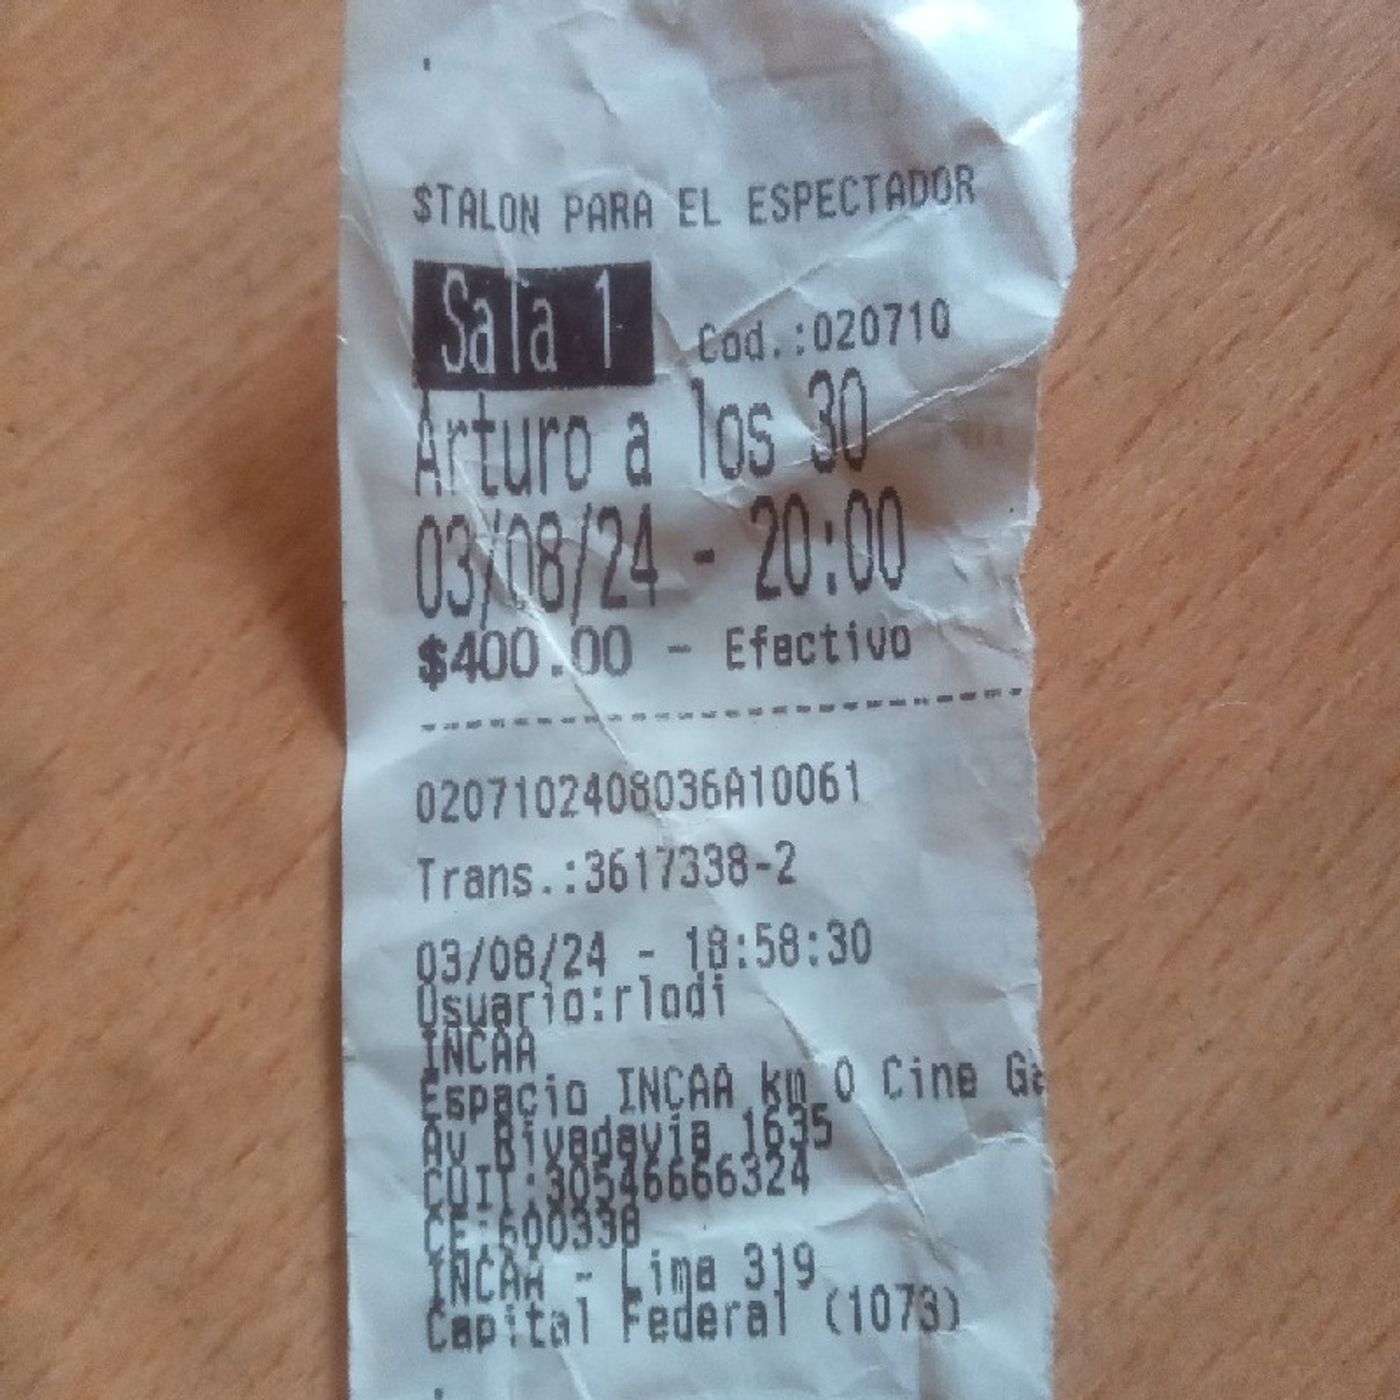 $TALON PARA EL ESPECTADOR
Sala 1 Cod.:020710
Arturo a los 30
03/08/24 - 20:00
$400.00 - Efectivo
0207102408036A10061
Trans.:3617338-2
03/08/24 - 18:58:30
Usuario:rlodi
INCAA
Espacio INCAA km 0 Cine Ga
Av Rivadavia 1635
CUIT:30546666324
CE:600338
INCAA - Lima 319
Capital Federal (1073)